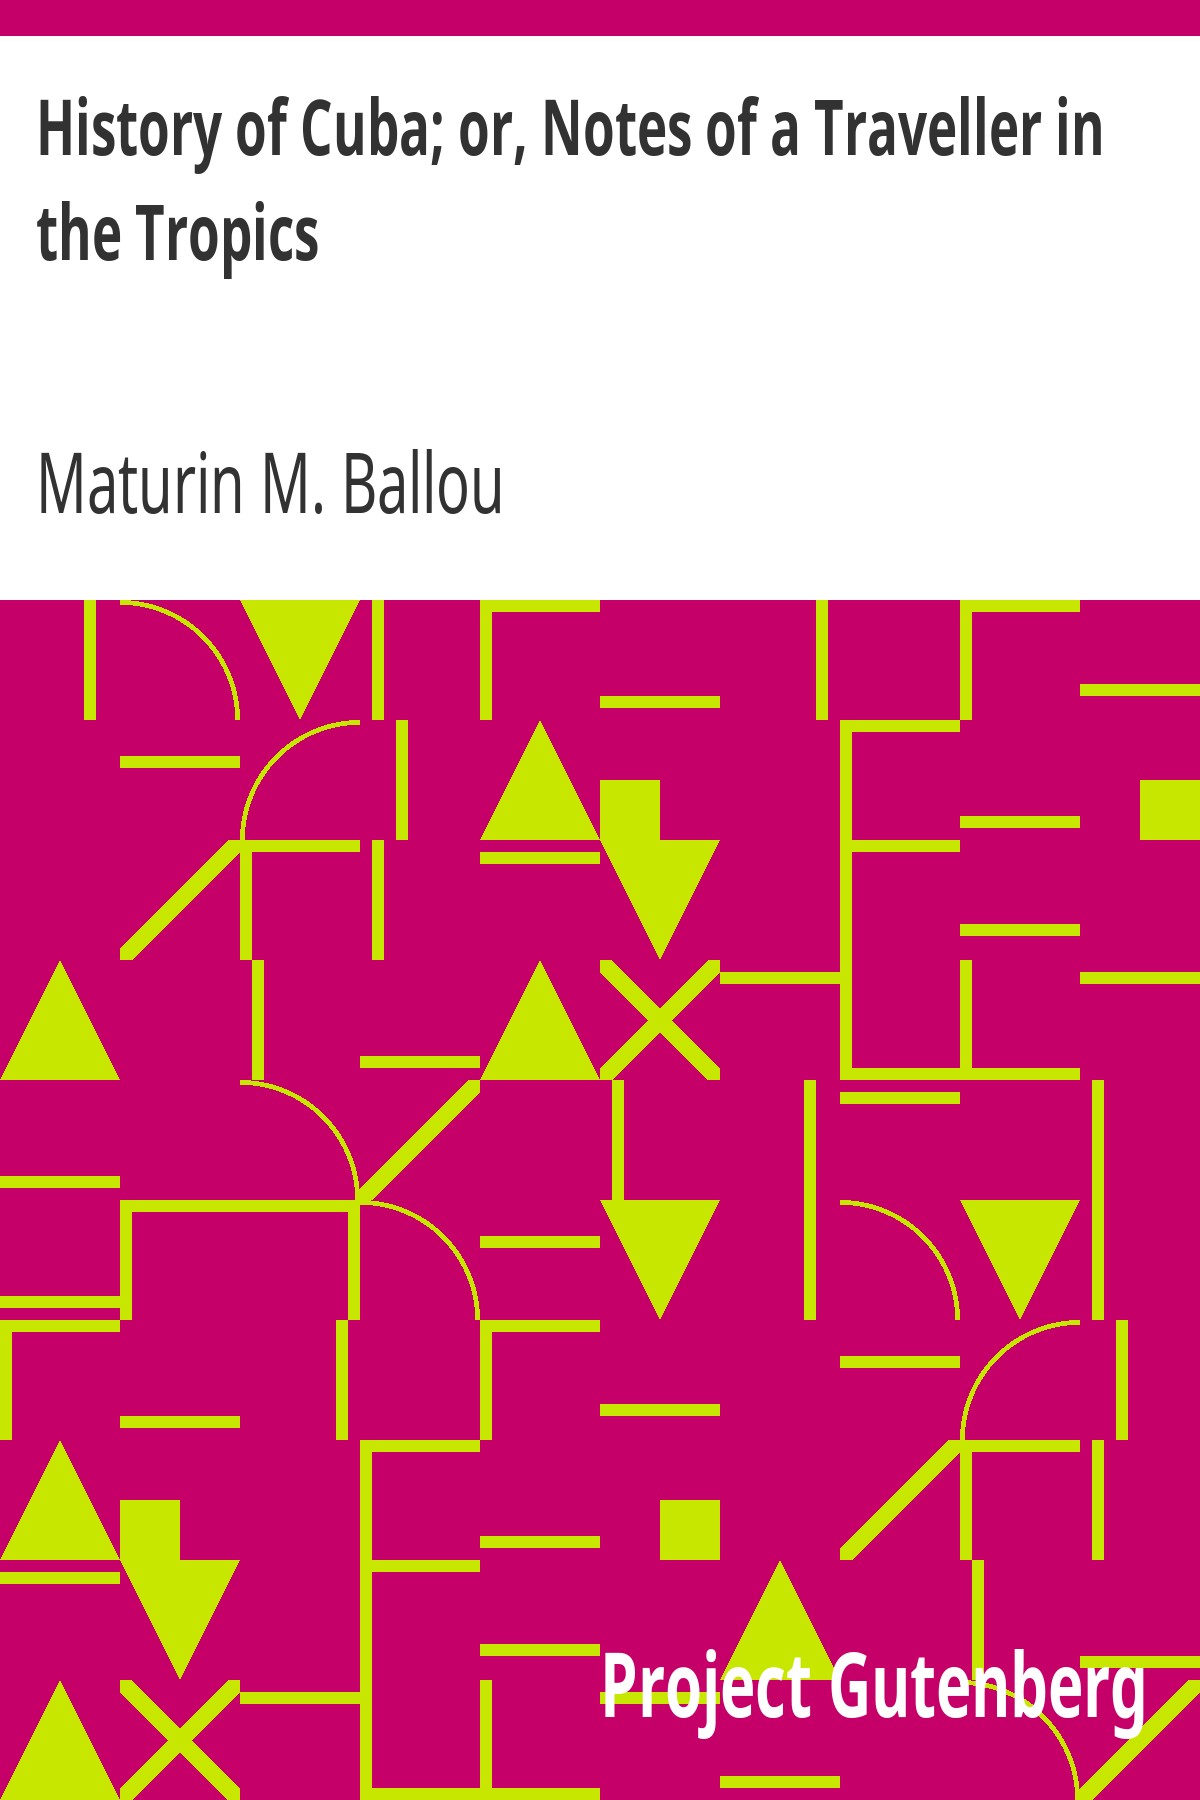 History of Cuba; or, Notes of a Traveller in
the Tropics
Maturin M. Ballou
Project Gutenberg